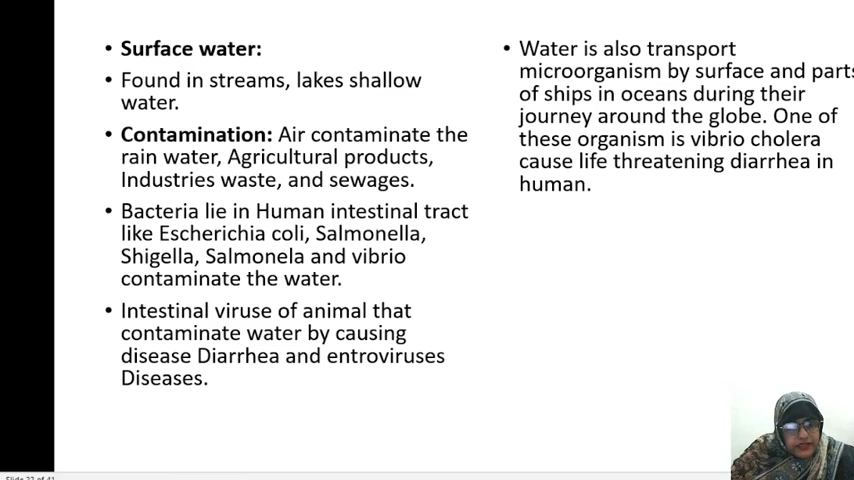 • Surface water:
• Found in streams, lakes shallow
water.
• Contamination: Air contaminate the
rain water, Agricultural products,
Industries waste, and sewages.
• Bacteria lie in Human intestinal tract
like Escherichia coli, Salmonella,
Shigella, Salmonela and vibrio
contaminate the water.
• Intestinal viruse of animal that
contaminate water by causing
disease Diarrhea and entroviruses
Diseases.
• Water is also transport
microorganism by surface and parts
of ships in oceans during their
journey around the globe. One of
these organism is vibrio cholera
cause life threatening diarrhea in
human.
Slide 22 of 41